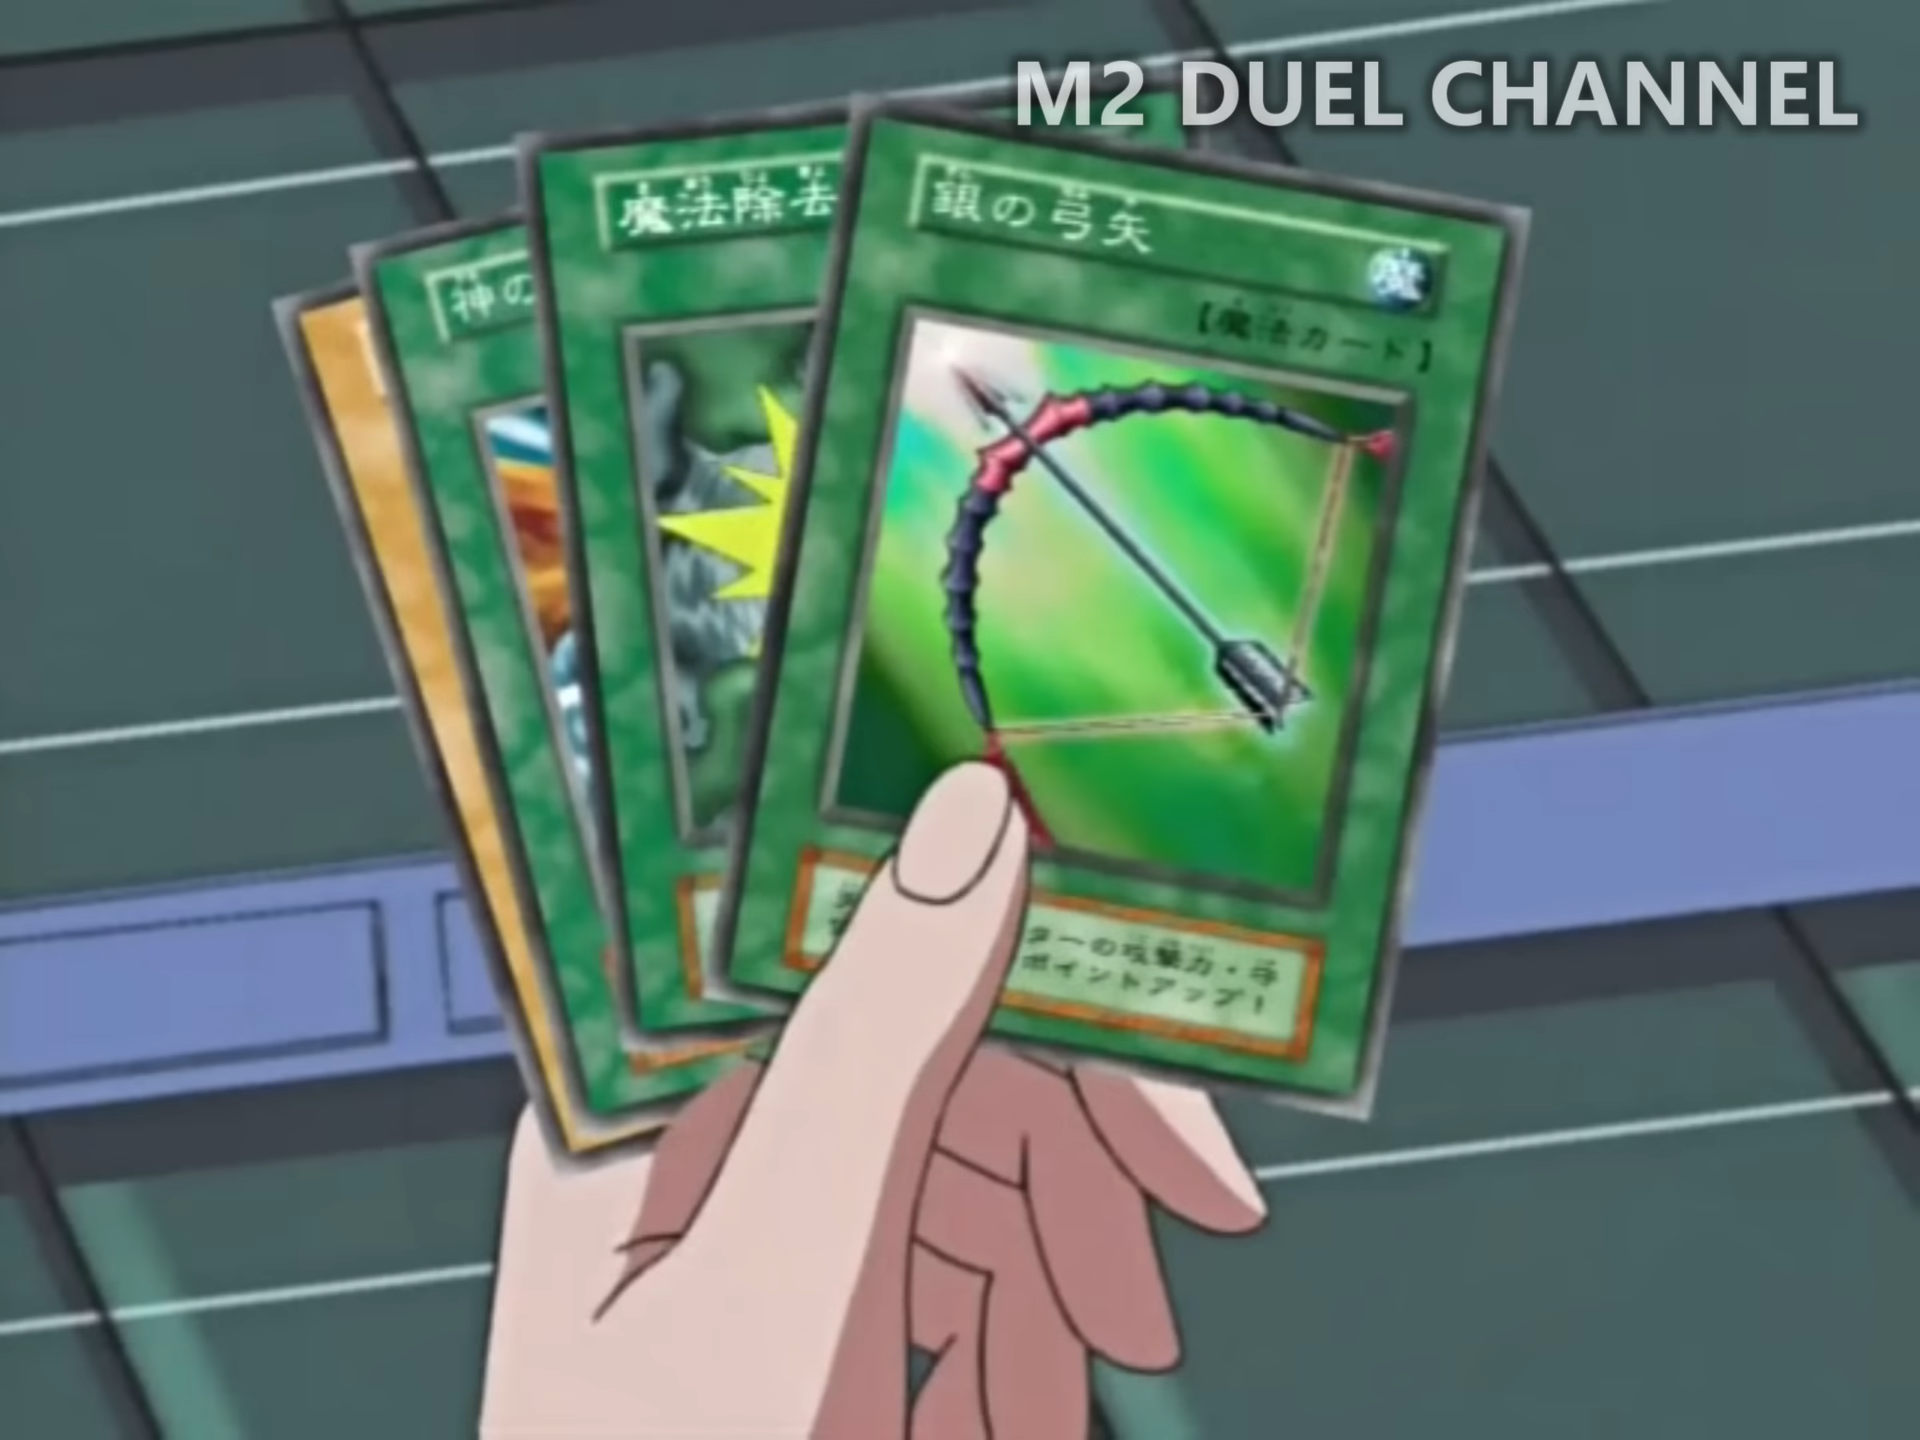 M2 DUEL CHANNEL
銀の弓矢
魔
【魔法カード】
魔法除去
神の
ターの攻撃力・守
ポイントアップ!